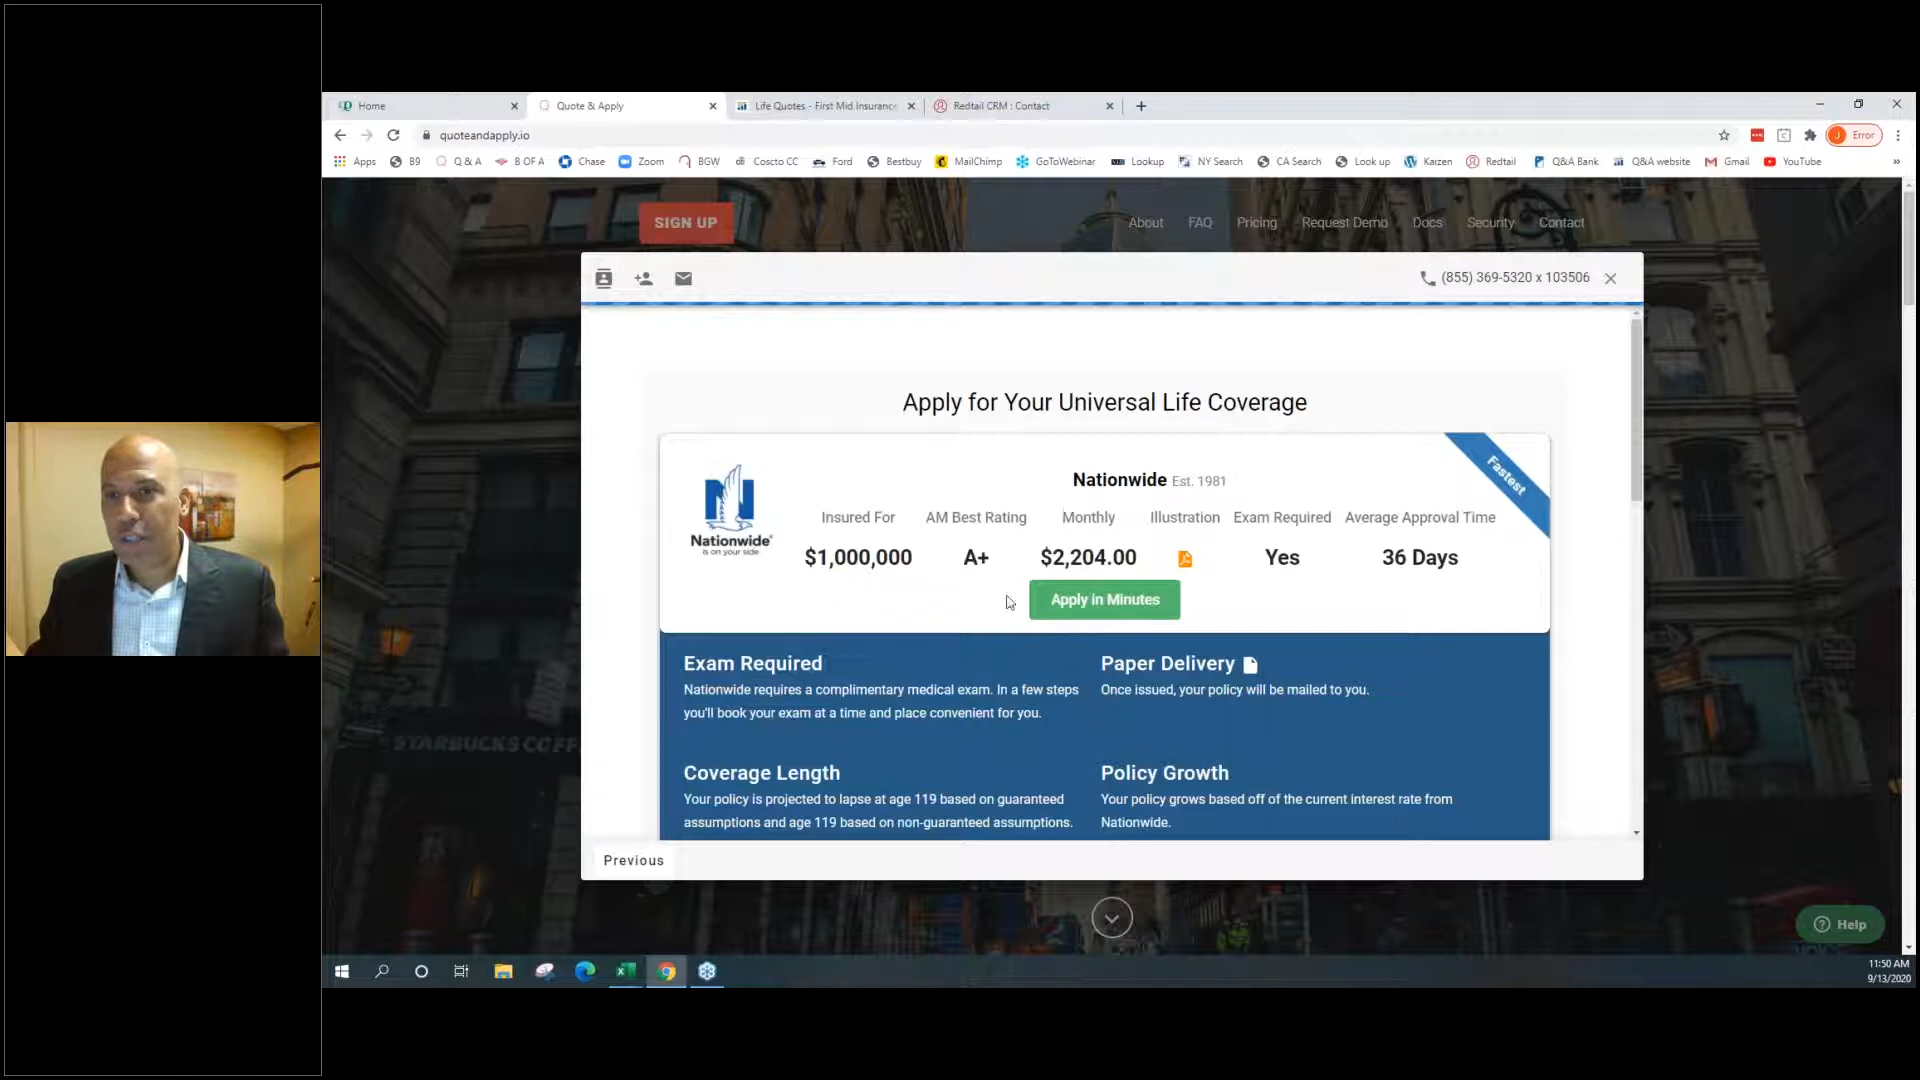 Home
Quote & Apply
Life Quotes - First Mid Insurance
Redtail CRM : Contact
quoteandapply.io
Error
Apps
B9
Q & A
B OF A
Chase
Zoom
BGW
Coscto CC
Ford
Bestbuy
MailChimp
GoToWebinar
Lookup
NY Search
CA Search
Look up
Kaizen
Redtail
Q&A Bank
Q&A website
Gmail
YouTube
SIGN UP
About
FAQ
Pricing
Request Demo
Docs
Security
Contact
(855) 369-5320 x 103506
Apply for Your Universal Life Coverage
Fastest
Nationwide Est. 1981
Nationwide
is on your side
Insured For
AM Best Rating
Monthly
Illustration
Exam Required
Average Approval Time
$1,000,000
A+
$2,204.00
Yes
36 Days
Apply in Minutes
Exam Required
Nationwide requires a complimentary medical exam. In a few steps
you'll book your exam at a time and place convenient for you.
Paper Delivery
Once issued, your policy will be mailed to you.
Coverage Length
Your policy is projected to lapse at age 119 based on guaranteed
assumptions and age 119 based on non-guaranteed assumptions.
Policy Growth
Your policy grows based off of the current interest rate from
Nationwide.
Previous
STARBUCKS COFF
Help
11:50 AM
9/13/2020